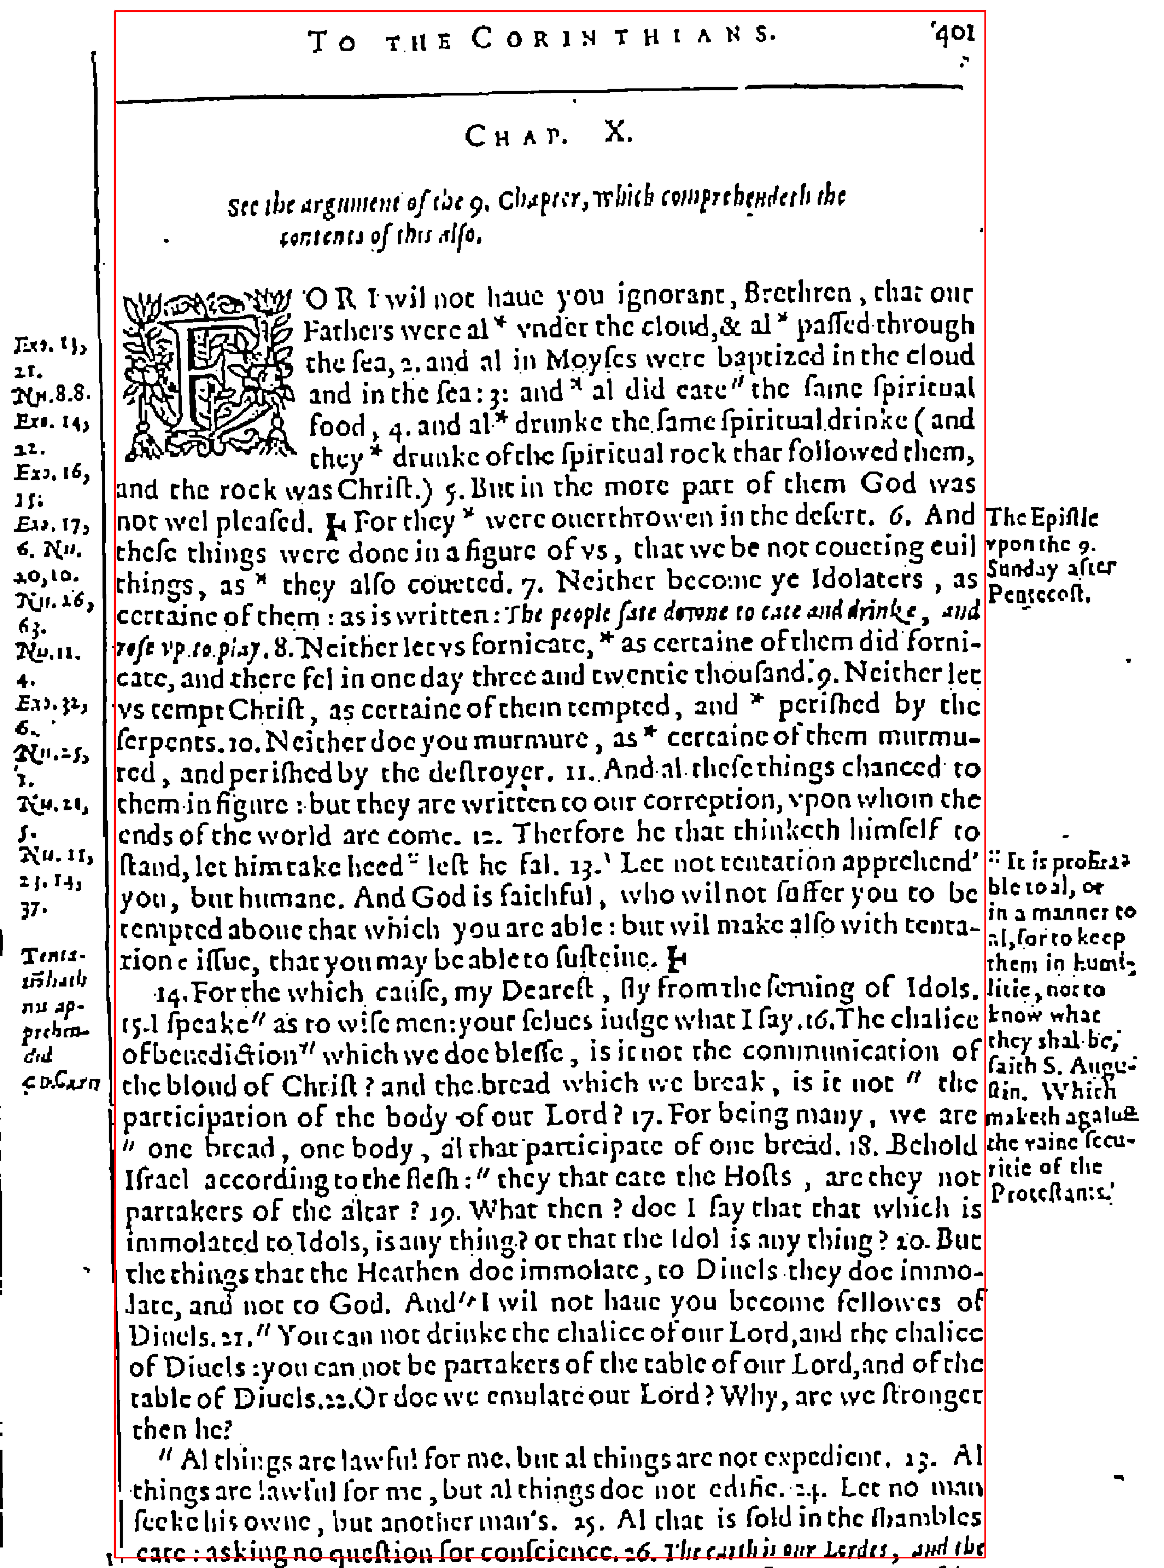 TO THE CORINTHIANS. 401
CHAP. X.
See the argument of the 9. Chapter, which comprehendeth the
contents of this also.
FOR I wil not haue you ignorant, Brethren, that our
Fathers were al * vnder the cloud, & al * paſſed through
the ſea, 2. and al in Moyſes were baptized in the cloud
and in the ſea: 3: and * al did eate " the ſame ſpiritual
food, 4. and al * drunke the ſame ſpiritual drinke (and
they * drunke of the ſpiritual rock that followed them,
and the rock was Chriſt.) 5. But in the more part of them God was
not wel pleaſed. Ⱶ For they * were ouerthrowen in the deſert. 6. And
theſe things were done in a figure of vs, that we be not coueting euil
things, as * they alſo coueted. 7. Neither become ye Idolaters, as
certaine of them: as is written: The people ſate downe to eate and drinke, and
roſe vp to play. 8. Neither let vs fornicate, * as certaine of them did forni-
cate, and there fel in one day three and twentie thouſand. 9. Neither let
vs tempt Chriſt, as certaine of them tempted, and * periſhed by the
ſerpents. 10. Neither doe you murmure, as * certaine of them murmu-
red, and periſhed by the deſtroyer. 11. And al theſe things chanced to
them in figure: but they are written to our correption, vpon whom the
ends of the world are come. 12. Therfore he that thinketh himſelf to
ſtand, let him take heed " leſt he fal. 13. ' Let not tentation apprehend'
you, but humane. And God is faithful, who wil not ſuffer you to be
tempted aboue that which you are able: but wil make alſo with tenta-
tion e iſſue, that you may be able to ſuſteine. Ⱶ
14. For the which cauſe, my Deareſt, fly from the ſeruing of Idols.
15. I ſpeake " as to wiſe men: your ſelues iudge what I ſay. 16. The chalice
of benediction " which we doe bleſſe, is it not the communication of
the bloud of Chriſt? and the bread which we break, is it not " the
participation of the body of our Lord? 17. For being many, we are
" one bread, one body, al that participate of one bread. 18. Behold
Iſrael according to the fleſh: " they that eate the Hoſts, are they not
partakers of the altar? 19. What then? doe I ſay that that which is
immolated to Idols, is any thing? or that the Idol is any thing? 20. But
the things that the Heathen doe immolate, to Diuels they doe immo-
late, and not to God. And " I wil not haue you become fellowes of
Diuels. 21. " You can not drinke the chalice of our Lord, and the chalice
of Diuels: you can not be partakers of the table of our Lord, and of the
table of Diuels. 22. Or doe we emulate our Lord? Why, are we ſtronger
then he?
" Al things are lawful for me, but al things are not expedient. 23. Al
things are lawful for me, but al things doe not edifie. 24. Let no man
ſeeke his owne, but another man's. 25. Al that is ſold in the ſhambles
eate: asking no queſtion for conſcience. 26. The earth is our Lordes, and the
Exo. 13,
21.
Nu. 8.8.
Exo. 14,
22.
Exo. 16,
15:
Exo. 17,
6. Nu.
20,10.
Nu. 26,
63.
Nu. 11.
4.
Exo. 32,
6.
Nu. 25,
1.
Nu. 21,
5.
Nu. 11,
23. 14,
37.
Tenta-
tiõ hath
nu ap-
prehen-
ded
The Epiſtle
vpon the 9.
Sunday after
Pentecoſt.
" It is profita-
ble to al, or
in a manner to
al, for to keep
them in humi-
litie, not to
know what
they shal be,
ſaith S. Augu-
ſtin. Which
maketh againſt
the vaine ſecu-
ritie of the
Proteſtants.